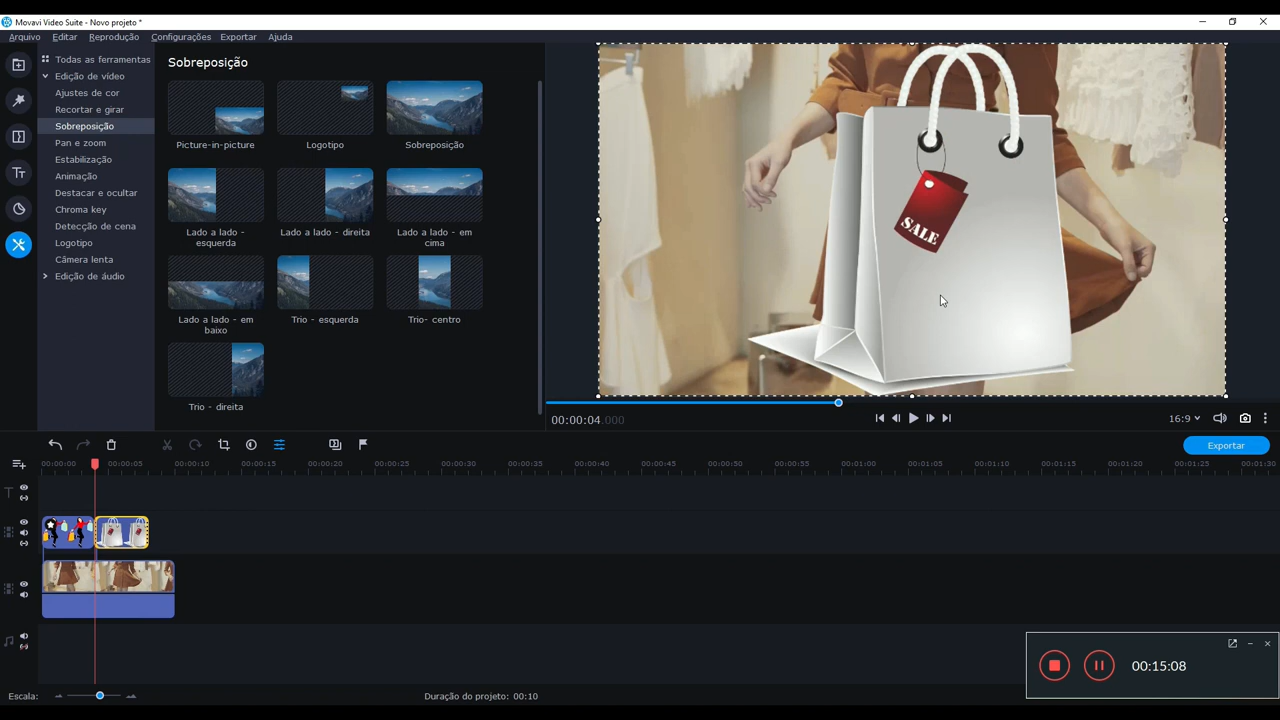 Movavi Video Suite - Novo projeto *
Arquivo Editar Reprodução Configurações Exportar Ajuda
Todas as ferramentas
Edição de vídeo
Ajustes de cor
Recortar e girar
Sobreposição
Pan e zoom
Estabilização
Animação
Destacar e ocultar
Chroma key
Detecção de cena
Logotipo
Câmera lenta
Edição de áudio
Sobreposição
Picture-in-picture
Logotipo
Sobreposição
Lado a lado -
esquerda
Lado a lado - direita
Lado a lado - em
cima
Lado a lado - em
baixo
Trio - esquerda
Trio- centro
Trio - direita
SALE
00:00:04.000
16:9
Exportar
00:00:00 00:00:05 00:00:10 00:00:15 00:00:20 00:00:25 00:00:30 00:00:35 00:00:40 00:00:45 00:00:50 00:00:55 00:01:00 00:01:05 00:01:10 00:01:15 00:01:20 00:01:25 00:01:30
00:15:08
Escala:
Duração do projeto: 00:10